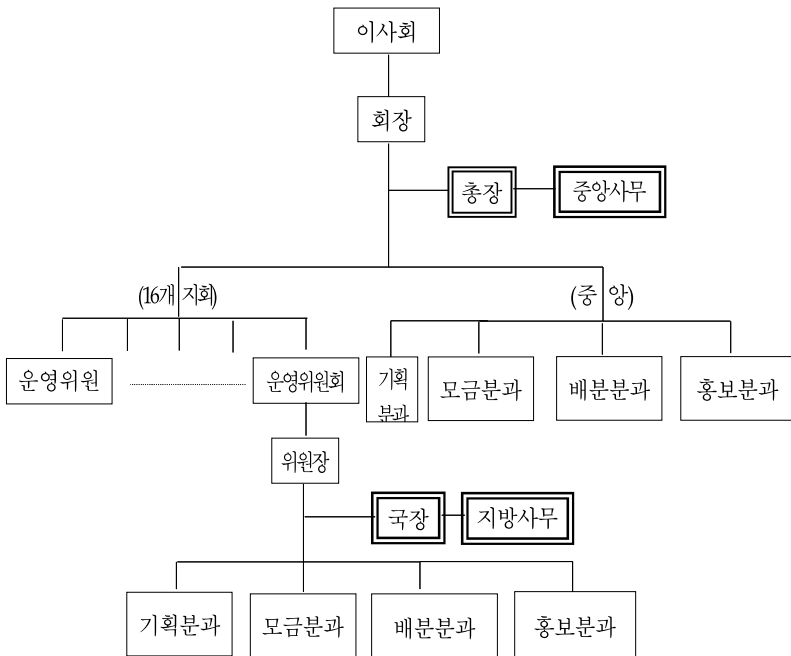 이사회
회장
총장 중앙사무
(16개 지회) (중 앙)
운영위원 운영위원회 기획 모금분과 배분분과 홍보분과
분과
위원장
국장 지방사무
기획분과 모금분과 배분분과 홍보분과